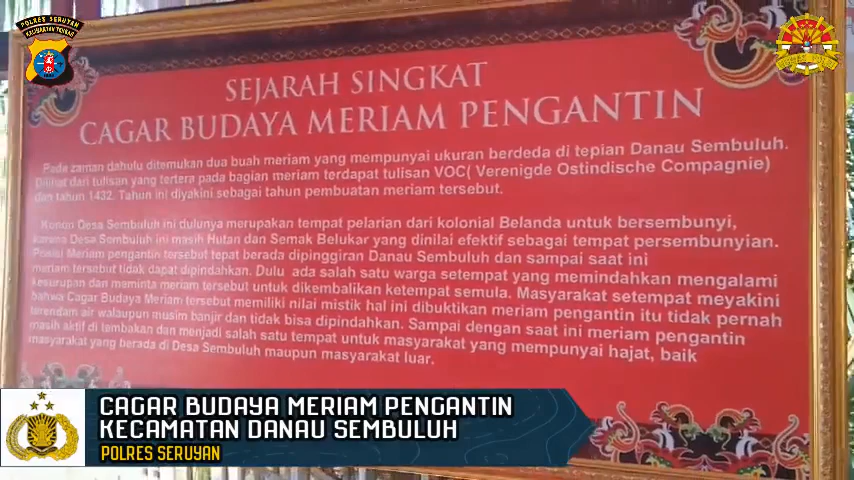 POLRES SERUYAN
KALIMANTAN TENGAH
SEJARAH SINGKAT
CAGAR BUDAYA MERIAM PENGANTIN
Pada zaman dahulu ditemukan dua buah meriam yang mempunyai ukuran berbeda di tepian Danau Sembuluh.
Dilihat dari tulisan yang tertera pada bagian meriam terdapat tulisan VOC( Verenigde Ostindische Compagnie)
dan tahun 1432. Tahun ini diyakini sebagai tahun pembuatan meriam tersebut.
Konon Desa Sembuluh ini dulunya merupakan tempat pelarian dari kolonial Belanda untuk bersembunyi,
karena Desa Sembuluh ini masih Hutan dan Semak Belukar yang dinilai efektif sebagai tempat persembunyian.
Posisi Meriam pengantin tersebut tepat berada dipinggiran Danau Sembuluh dan sampai saat ini
meriam tersebut tidak dapat dipindahkan. Dulu ada salah satu warga setempat yang memindahkan mengalami
kesurupan dan meminta meriam tersebut untuk dikembalikan ketempat semula. Masyarakat setempat meyakini
bahwa Cagar Budaya Meriam tersebut memiliki nilai mistik hal ini dibuktikan meriam pengantin itu tidak pernah
terendam air walaupun musim banjir dan tidak bisa dipindahkan. Sampai dengan saat ini meriam pengantin
masih aktif di tembakan dan menjadi salah satu tempat untuk masyarakat yang mempunyai hajat, baik
masyarakat yang berada di Desa Sembuluh maupun masyarakat luar.
CAGAR BUDAYA MERIAM PENGANTIN
KECAMATAN DANAU SEMBULUH
POLRES SERUYAN